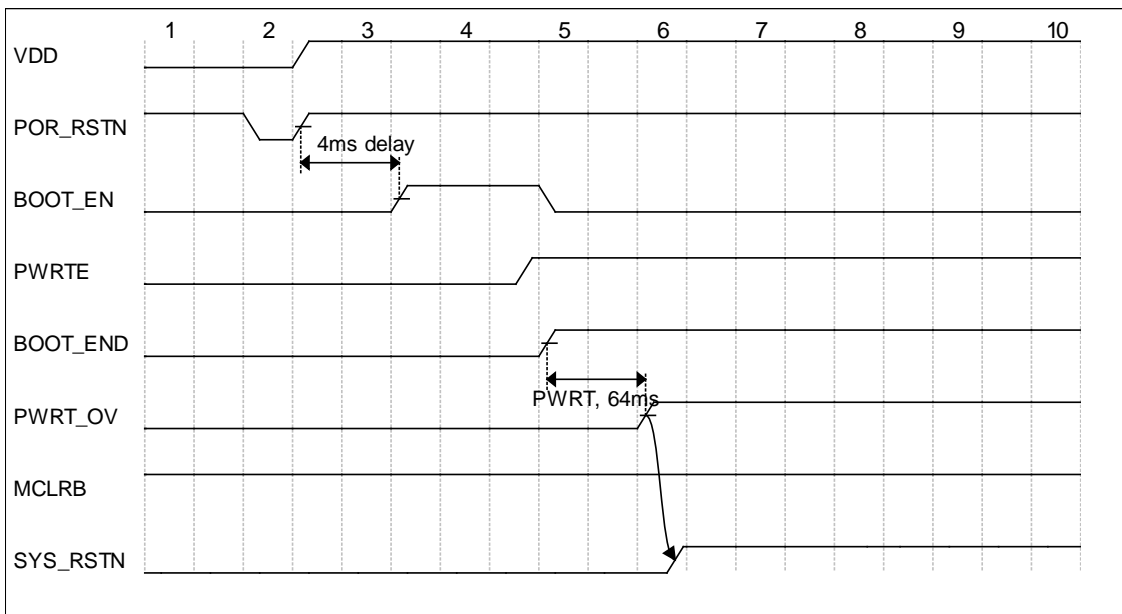 1 2 3 4 5 6 7 8 9 10
VDD
POR_RSTN
4ms delay
BOOT_EN
PWRTE
BOOT_END
PWRT, 64ms
PWRT_OV
MCLRB
SYS_RSTN